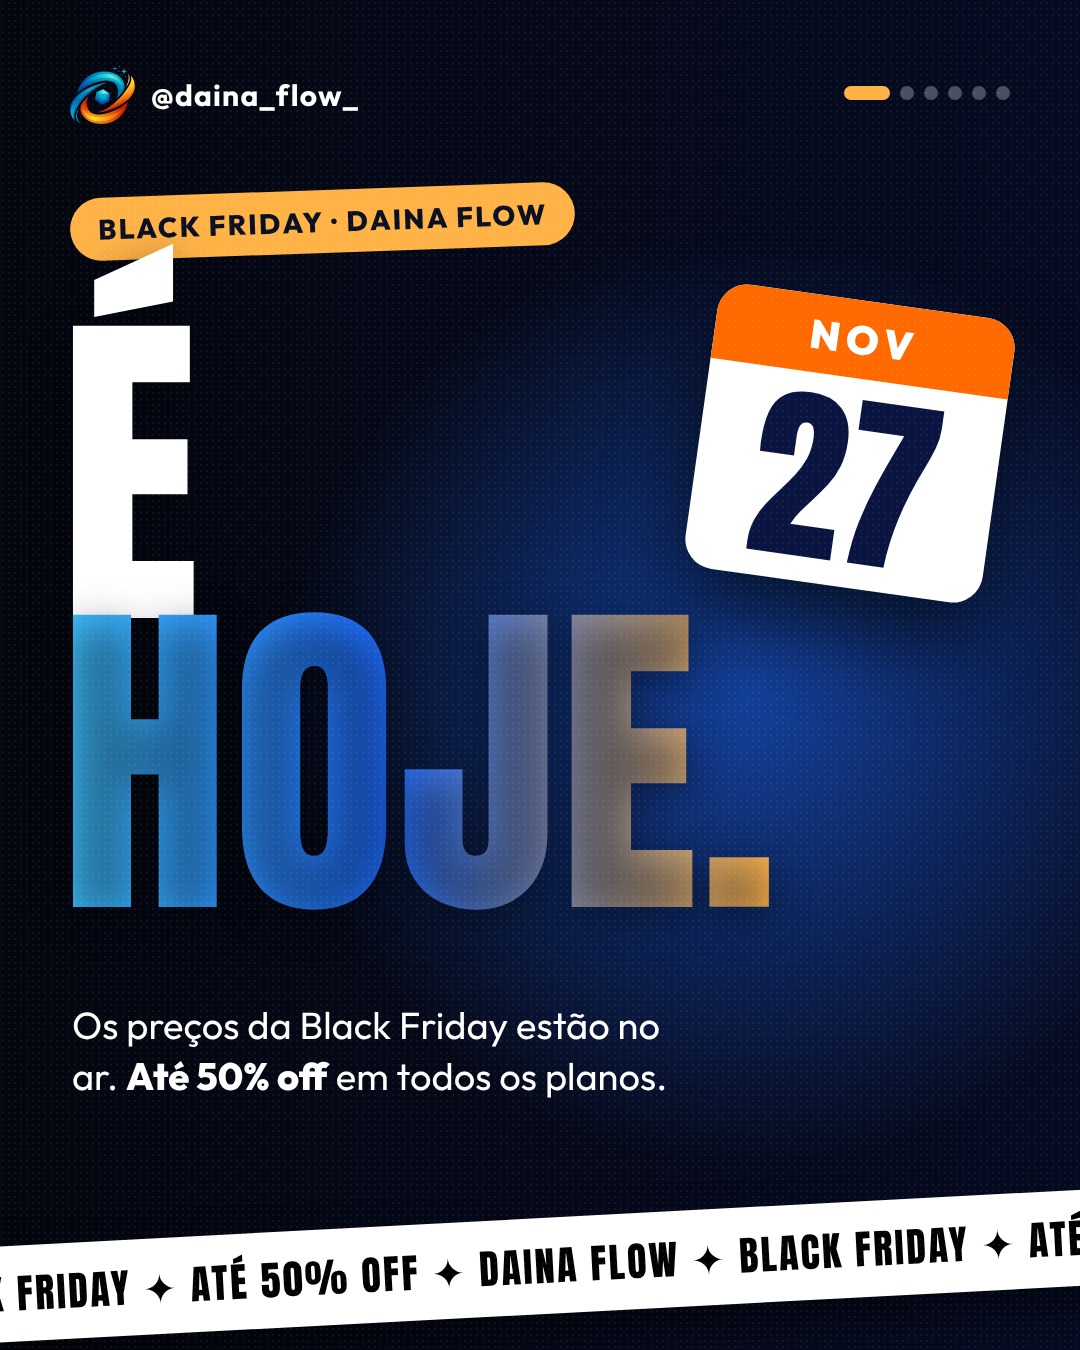 @daina_flow_
BLACK FRIDAY · DAINA FLOW
NOV
27
É
HOJE.
Os preços da Black Friday estão no
ar. Até 50% off em todos os planos.
FRIDAY ✦ ATÉ 50% OFF ✦ DAINA FLOW ✦ BLACK FRIDAY ✦ ATÉ